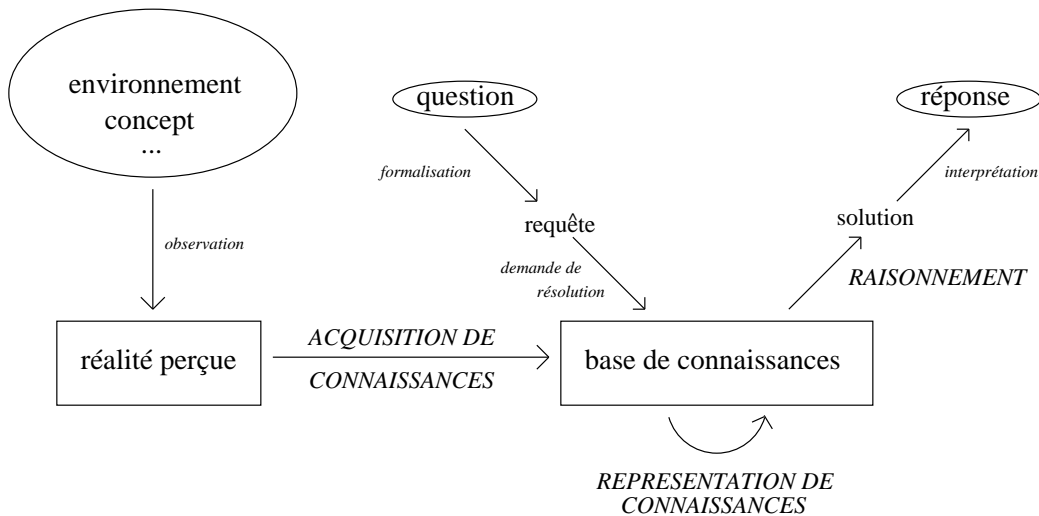 environnement
concept
...
question
réponse
formalisation
interprétation
requête
solution
observation
demande de
résolution
RAISONNEMENT
réalité perçue
ACQUISITION DE
CONNAISSANCES
base de connaissances
REPRESENTATION DE
CONNAISSANCES